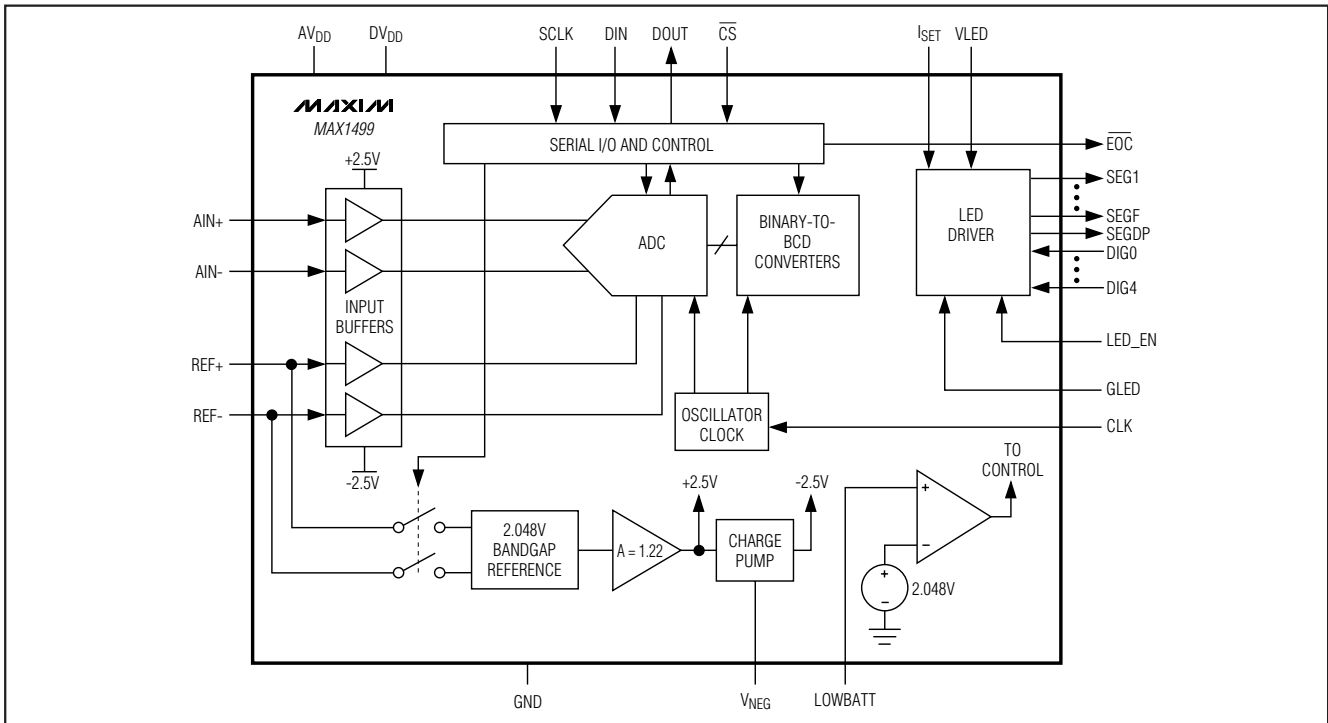 AVDD
DVDD
SCLK
DIN
DOUT
CS
ISET
VLED
MAXIM
MAX1499
SERIAL I/O AND CONTROL
EOC
+2.5V
SEG1
AIN+
ADC
BINARY-TO-
BCD
CONVERTERS
LED
DRIVER
SEGF
SEGDP
DIG0
AIN-
DIG4
INPUT
BUFFERS
LED_EN
REF+
GLED
OSCILLATOR
CLOCK
REF-
CLK
-2.5V
+2.5V
-2.5V
TO
CONTROL
+
2.048V
BANDGAP
REFERENCE
A = 1.22
CHARGE
PUMP
−
+
2.048V
−
GND
VNEG
LOWBATT